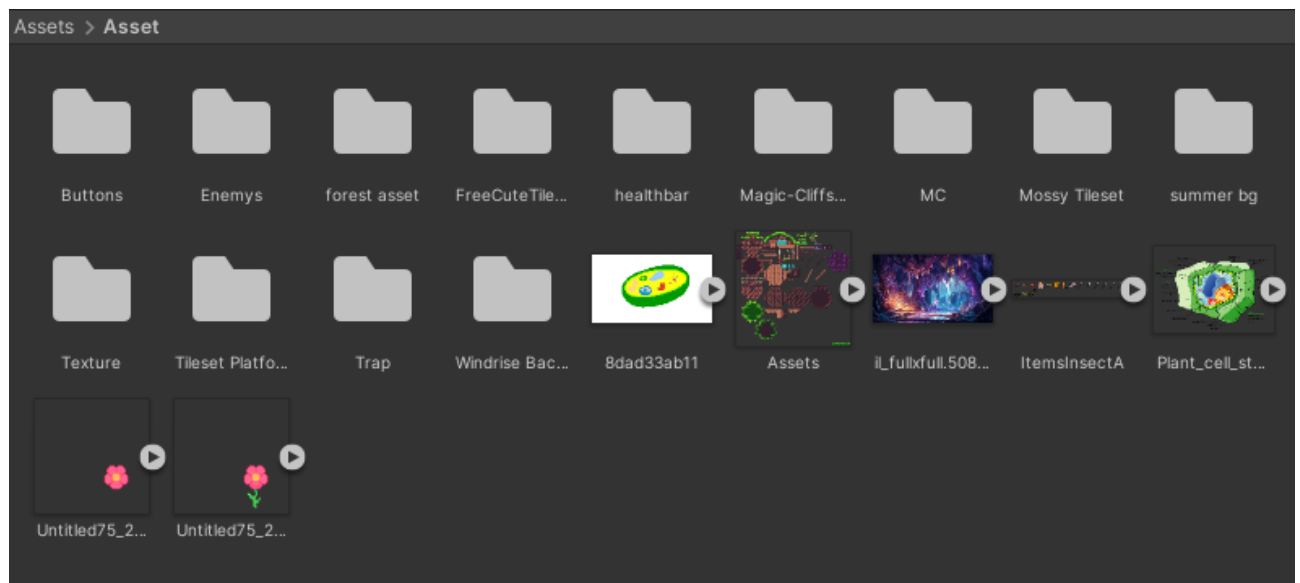 Assets > Asset
Buttons Enemys forest asset FreeCuteTile... healthbar Magic-Cliffs... MC Mossy Tileset summer bg
Texture Tileset Platfo... Trap Windrise Bac... 8dad33ab11 Assets il_fullxfull.508... ItemsInsectA Plant_cell_st...
Untitled75_2... Untitled75_2...